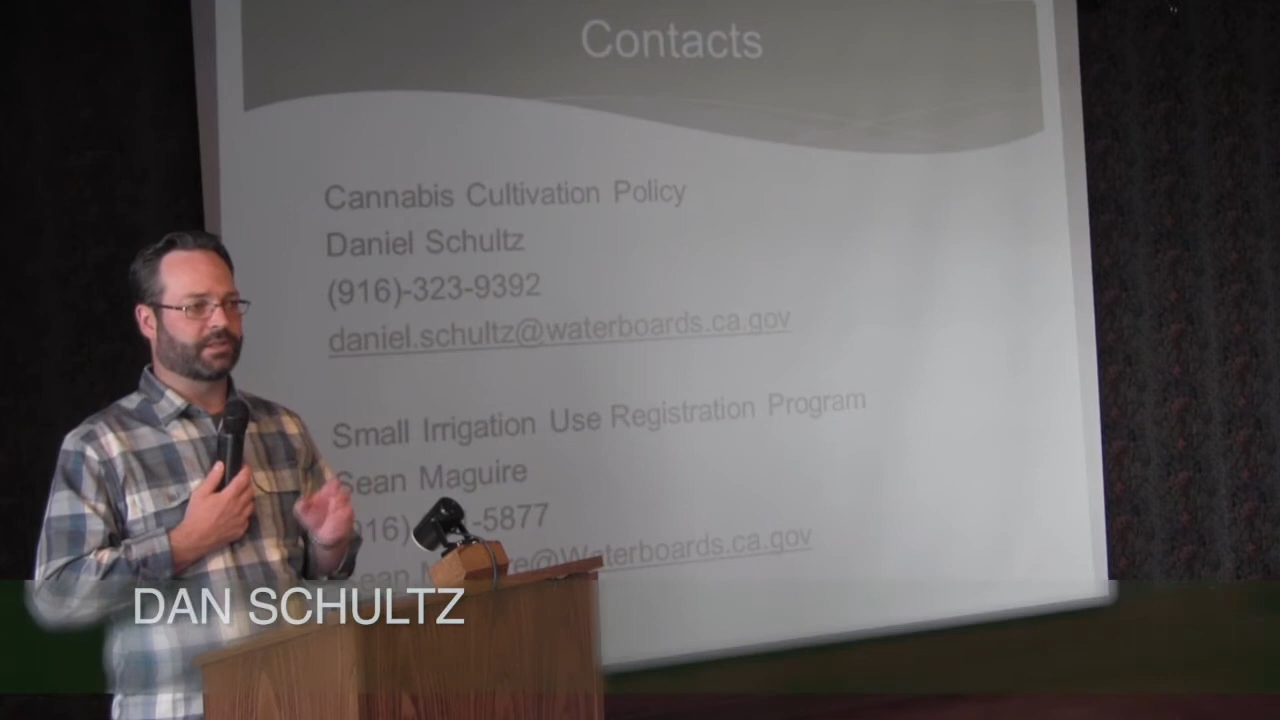 Contacts
Cannabis Cultivation Policy
Daniel Schultz
(916)-323-9392
daniel.schultz@waterboards.ca.gov
Small Irrigation Use Registration Program
Sean Maguire
-5877
@Waterboards.ca.gov
DAN SCHULTZ